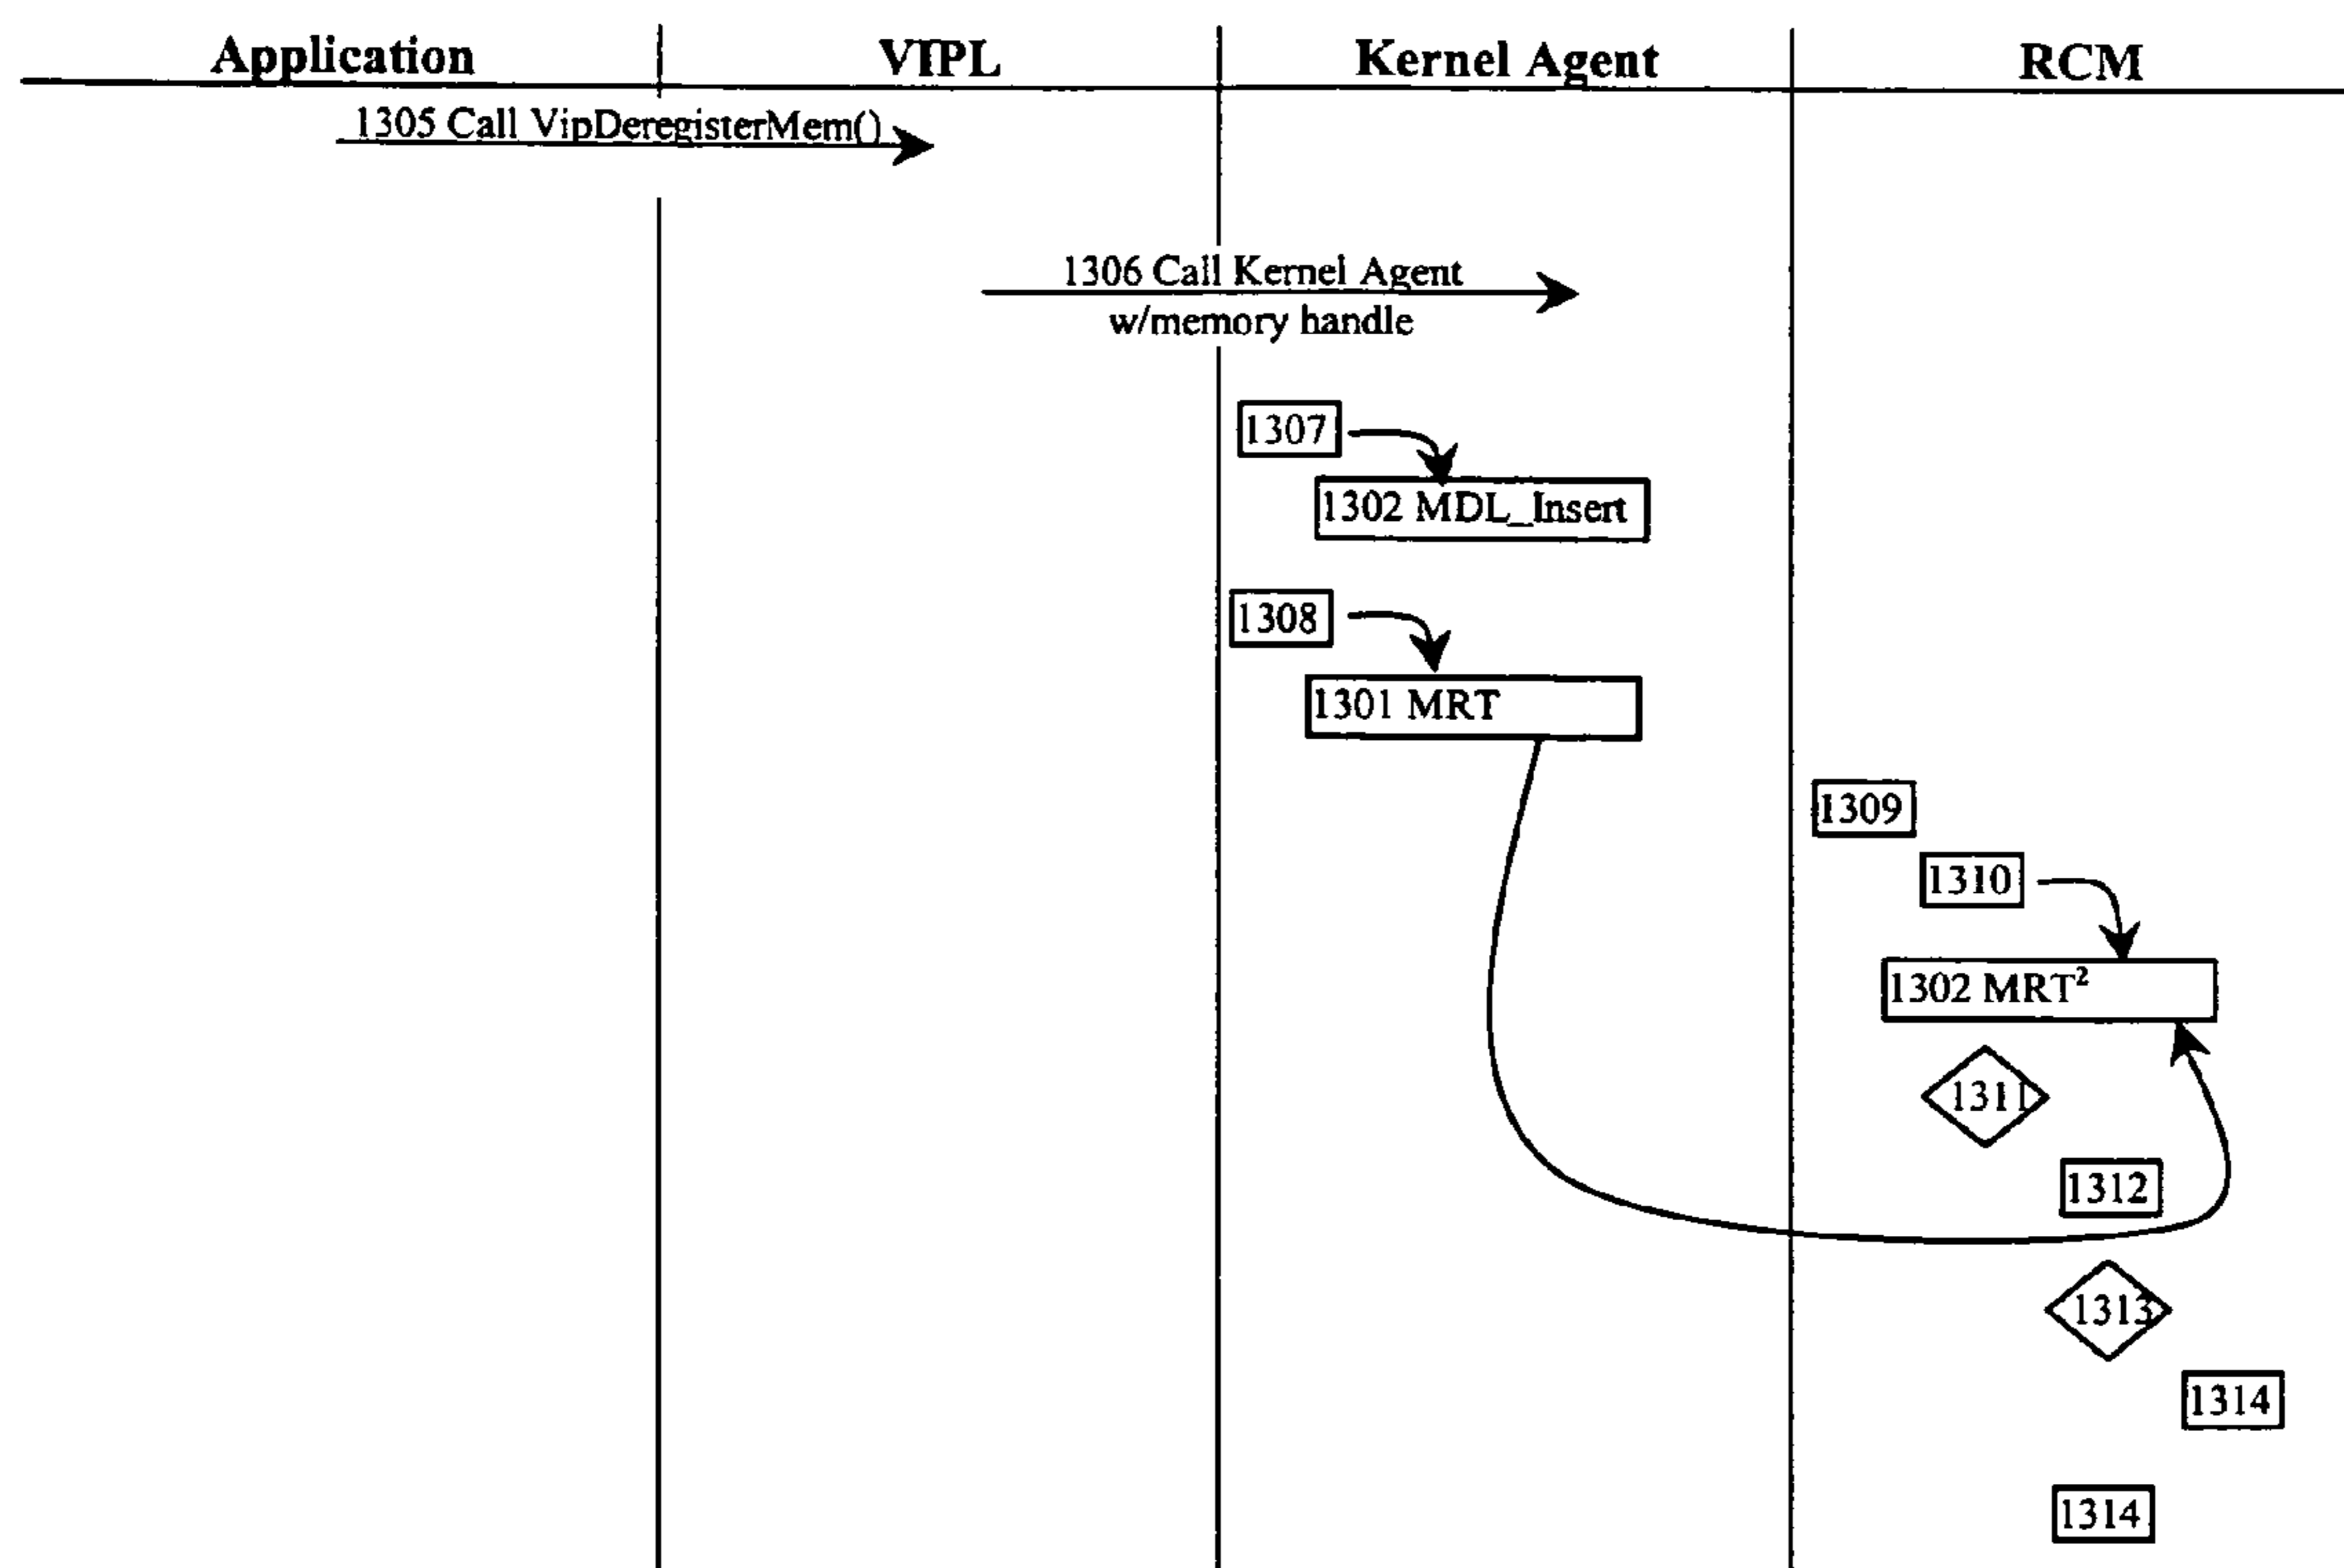 Application VIPL Kernel Agent RCM
1305 Call VipDeregisterMem()
1306 Call Kernel Agent
w/memory handle
1307
1302 MDL_Insert
1308
1301 MRT
1309
1310
1302 MRT²
1311
1312
1313
1314
1314